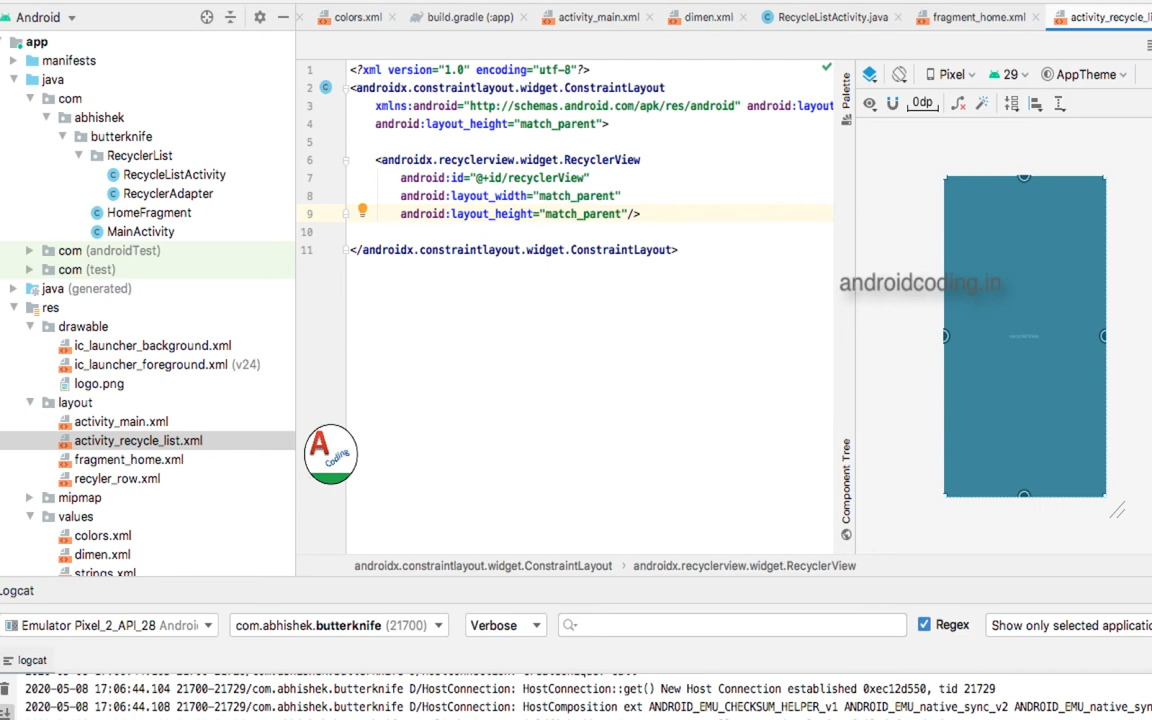 Android
colors.xml
build.gradle (:app)
activity_main.xml
dimen.xml
RecycleListActivity.java
fragment_home.xml
activity_recycle_li
app
manifests
java
com
abhishek
butterknife
RecyclerList
RecycleListActivity
RecyclerAdapter
HomeFragment
MainActivity
com (androidTest)
com (test)
java (generated)
res
drawable
ic_launcher_background.xml
ic_launcher_foreground.xml (v24)
logo.png
layout
activity_main.xml
activity_recycle_list.xml
fragment_home.xml
recyler_row.xml
mipmap
values
colors.xml
dimen.xml
strings.xml
1 <?xml version="1.0" encoding="utf-8"?>
2 <androidx.constraintlayout.widget.ConstraintLayout
3 xmlns:android="http://schemas.android.com/apk/res/android" android:layout
4 android:layout_height="match_parent">
5
6 <androidx.recyclerview.widget.RecyclerView
7 android:id="@+id/recyclerView"
8 android:layout_width="match_parent"
9 android:layout_height="match_parent"/>
10
11 </androidx.constraintlayout.widget.ConstraintLayout>
A
Coding
Palette
Component Tree
Pixel
29
AppTheme
0dp
androidcoding.in
androidx.constraintlayout.widget.ConstraintLayout › androidx.recyclerview.widget.RecyclerView
Logcat
Emulator Pixel_2_API_28 Androi
com.abhishek.butterknife (21700)
Verbose
Regex
Show only selected applicatio
logcat
2020-05-08 17:06:44.104 21700-21729/com.abhishek.butterknife D/HostConnection: HostConnection::get() New Host Connection established 0xec12d550, tid 21729
2020-05-08 17:06:44.108 21700-21729/com.abhishek.butterknife D/HostConnection: HostComposition ext ANDROID_EMU_CHECKSUM_HELPER_v1 ANDROID_EMU_native_sync_v2 ANDROID_EMU_native_syn